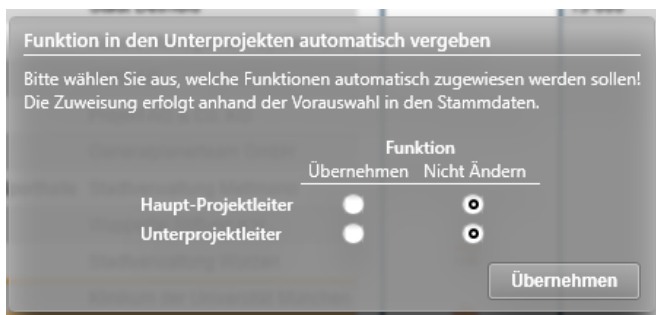 Funktion in den Unterprojekten automatisch vergeben
Bitte wählen Sie aus, welche Funktionen automatisch zugewiesen werden sollen!
Die Zuweisung erfolgt anhand der Vorauswahl in den Stammdaten.
Funktion
Übernehmen Nicht Ändern
Haupt-Projektleiter
Unterprojektleiter
Übernehmen